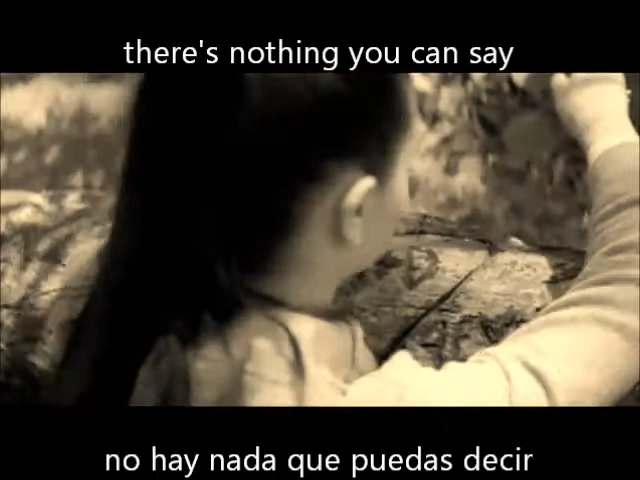 there's nothing you can say
no hay nada que puedas decir